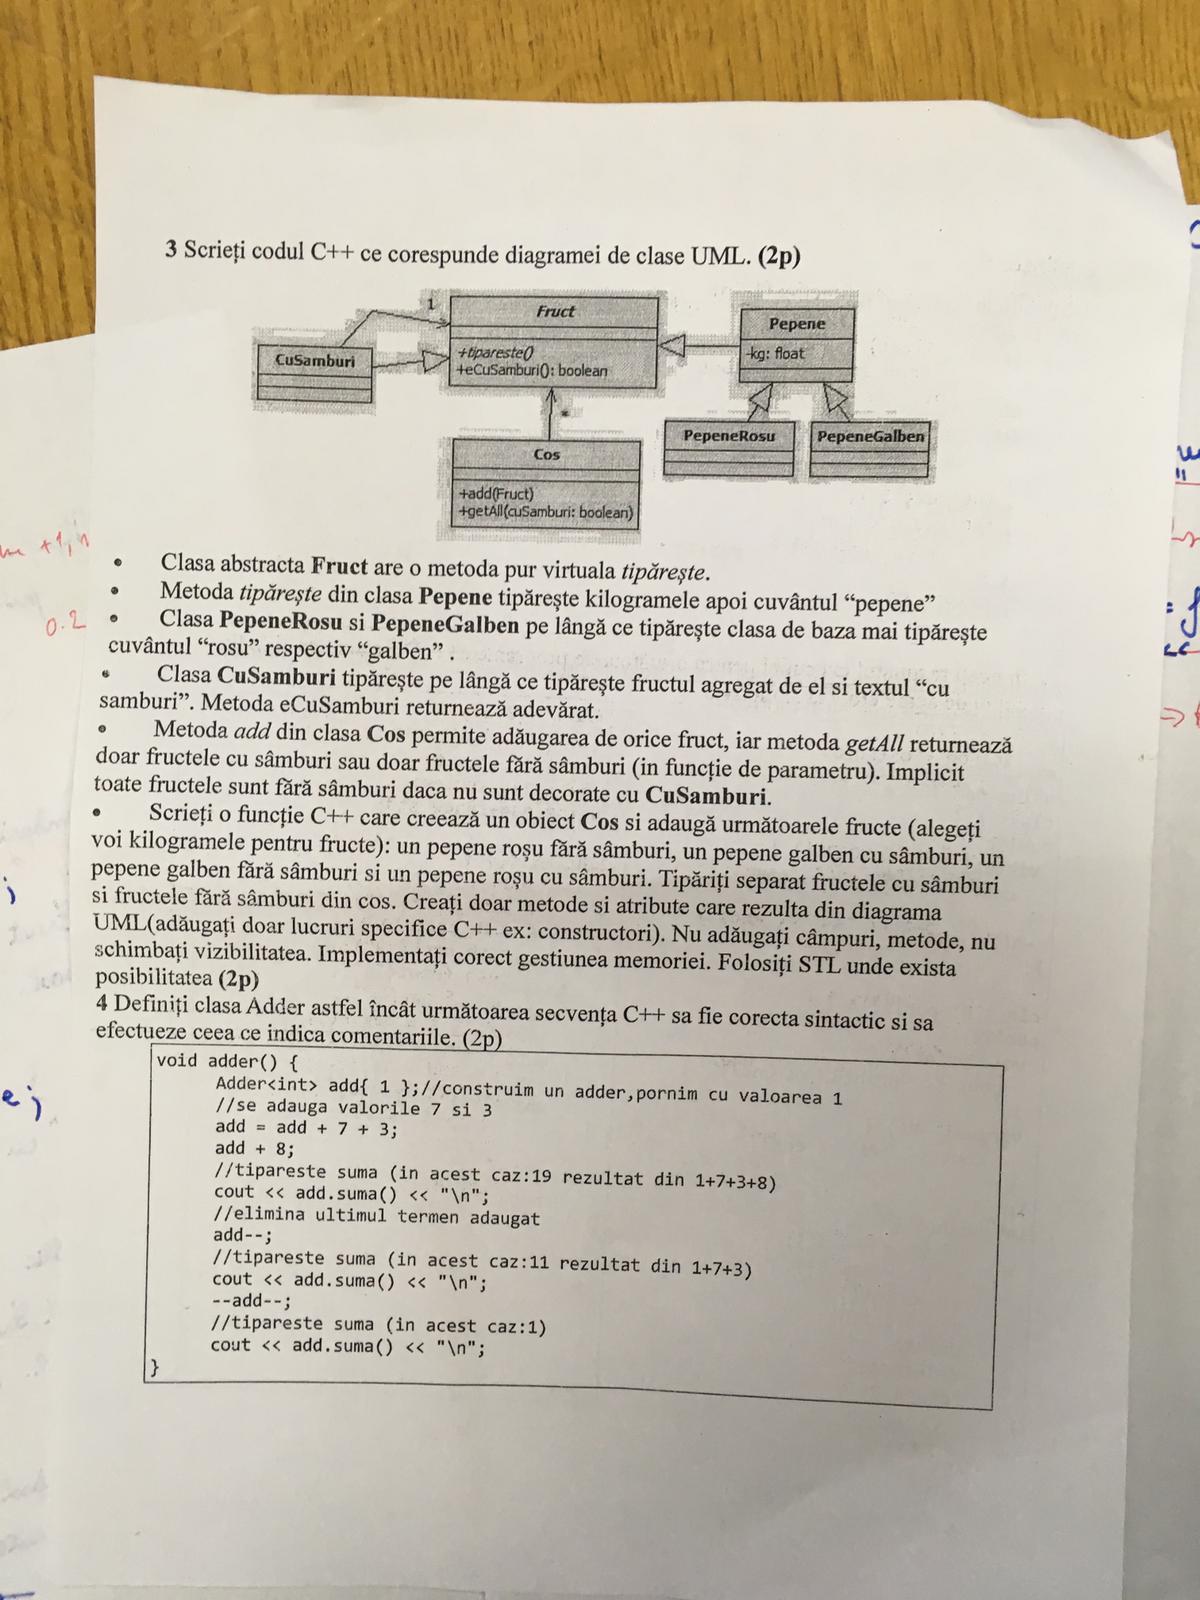 3 Scrieți codul C++ ce corespunde diagramei de clase UML. (2p)
1
Fruct
+tipareste()
+eCuSamburi(): boolean
Pepene
-kg: float
CuSamburi
*
Cos
+add(Fruct)
+getAll(cuSamburi: boolean)
PepeneRosu
PepeneGalben
• Clasa abstracta Fruct are o metoda pur virtuala tipărește.
• Metoda tipărește din clasa Pepene tipărește kilogramele apoi cuvântul “pepene”
• Clasa PepeneRosu si PepeneGalben pe lângă ce tipărește clasa de baza mai tipărește
cuvântul “rosu” respectiv “galben” .
• Clasa CuSamburi tipărește pe lângă ce tipărește fructul agregat de el si textul “cu
samburi”. Metoda eCuSamburi returnează adevărat.
• Metoda add din clasa Cos permite adăugarea de orice fruct, iar metoda getAll returnează
doar fructele cu sâmburi sau doar fructele fără sâmburi (in funcție de parametru). Implicit
toate fructele sunt fără sâmburi daca nu sunt decorate cu CuSamburi.
• Scrieți o funcție C++ care creează un obiect Cos si adaugă următoarele fructe (alegeți
voi kilogramele pentru fructe): un pepene roșu fără sâmburi, un pepene galben cu sâmburi, un
pepene galben fără sâmburi si un pepene roșu cu sâmburi. Tipăriți separat fructele cu sâmburi
si fructele fără sâmburi din cos. Creați doar metode si atribute care rezulta din diagrama
UML(adăugați doar lucruri specifice C++ ex: constructori). Nu adăugați câmpuri, metode, nu
schimbați vizibilitatea. Implementați corect gestiunea memoriei. Folosiți STL unde exista
posibilitatea (2p)
4 Definiți clasa Adder astfel încât următoarea secvența C++ sa fie corecta sintactic si sa
efectueze ceea ce indica comentariile. (2p)
void adder() {
Adder<int> add{ 1 };//construim un adder,pornim cu valoarea 1
//se adauga valorile 7 si 3
add = add + 7 + 3;
add + 8;
//tipareste suma (in acest caz:19 rezultat din 1+7+3+8)
cout << add.suma() << "\n";
//elimina ultimul termen adaugat
add--;
//tipareste suma (in acest caz:11 rezultat din 1+7+3)
cout << add.suma() << "\n";
--add--;
//tipareste suma (in acest caz:1)
cout << add.suma() << "\n";
}
0.2
e;